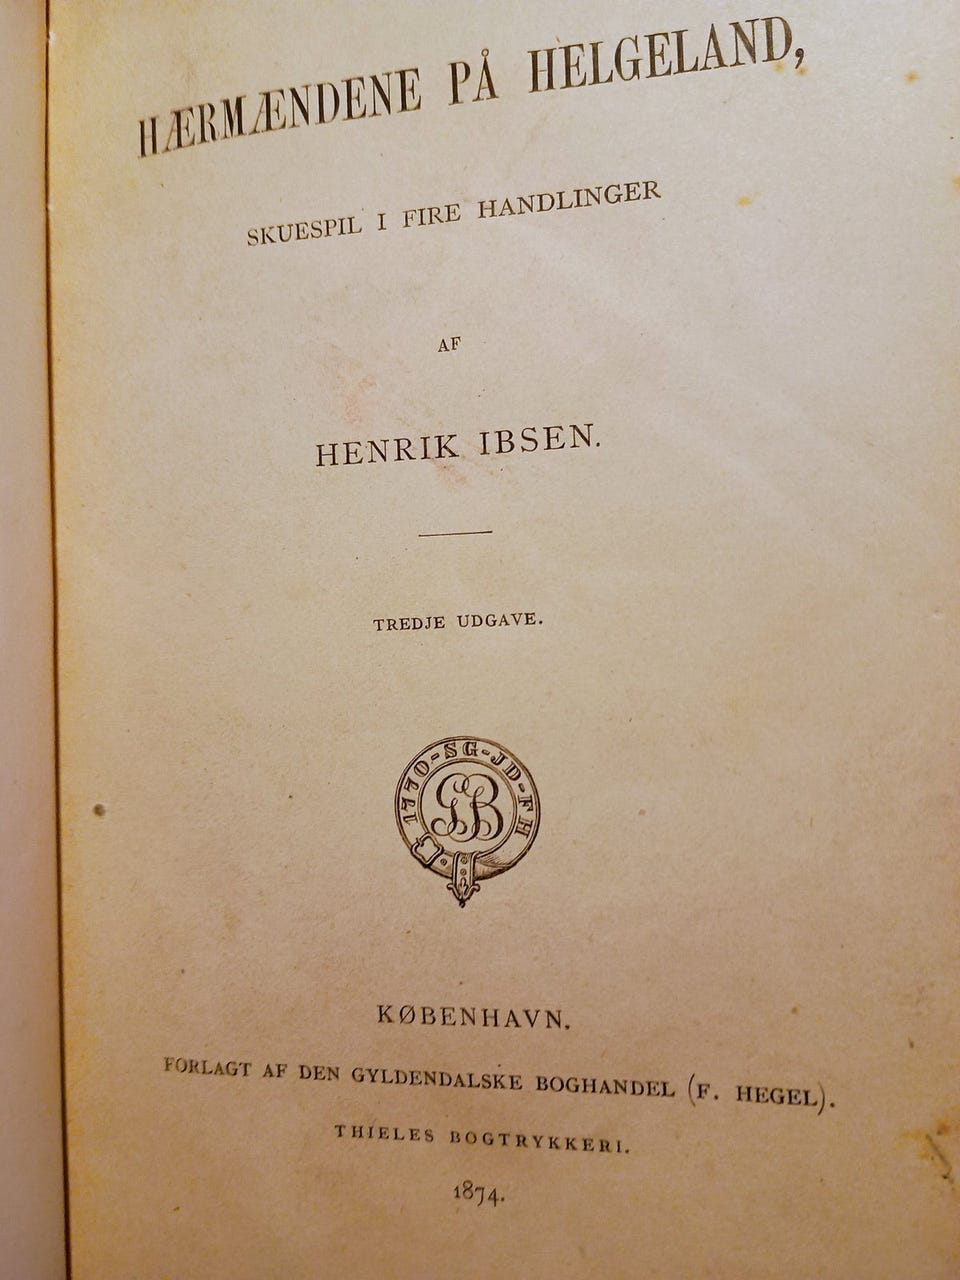 HÆRMÆNDENE PÅ HELGELAND,
SKUESPIL I FIRE HANDLINGER
AF
HENRIK IBSEN.
TREDJE UDGAVE.
1770-SG-JD-FH
GB
KØBENHAVN.
FORLAGT AF DEN GYLDENDALSKE BOGHANDEL (F. HEGEL).
THIELES BOGTRYKKERI.
1874.